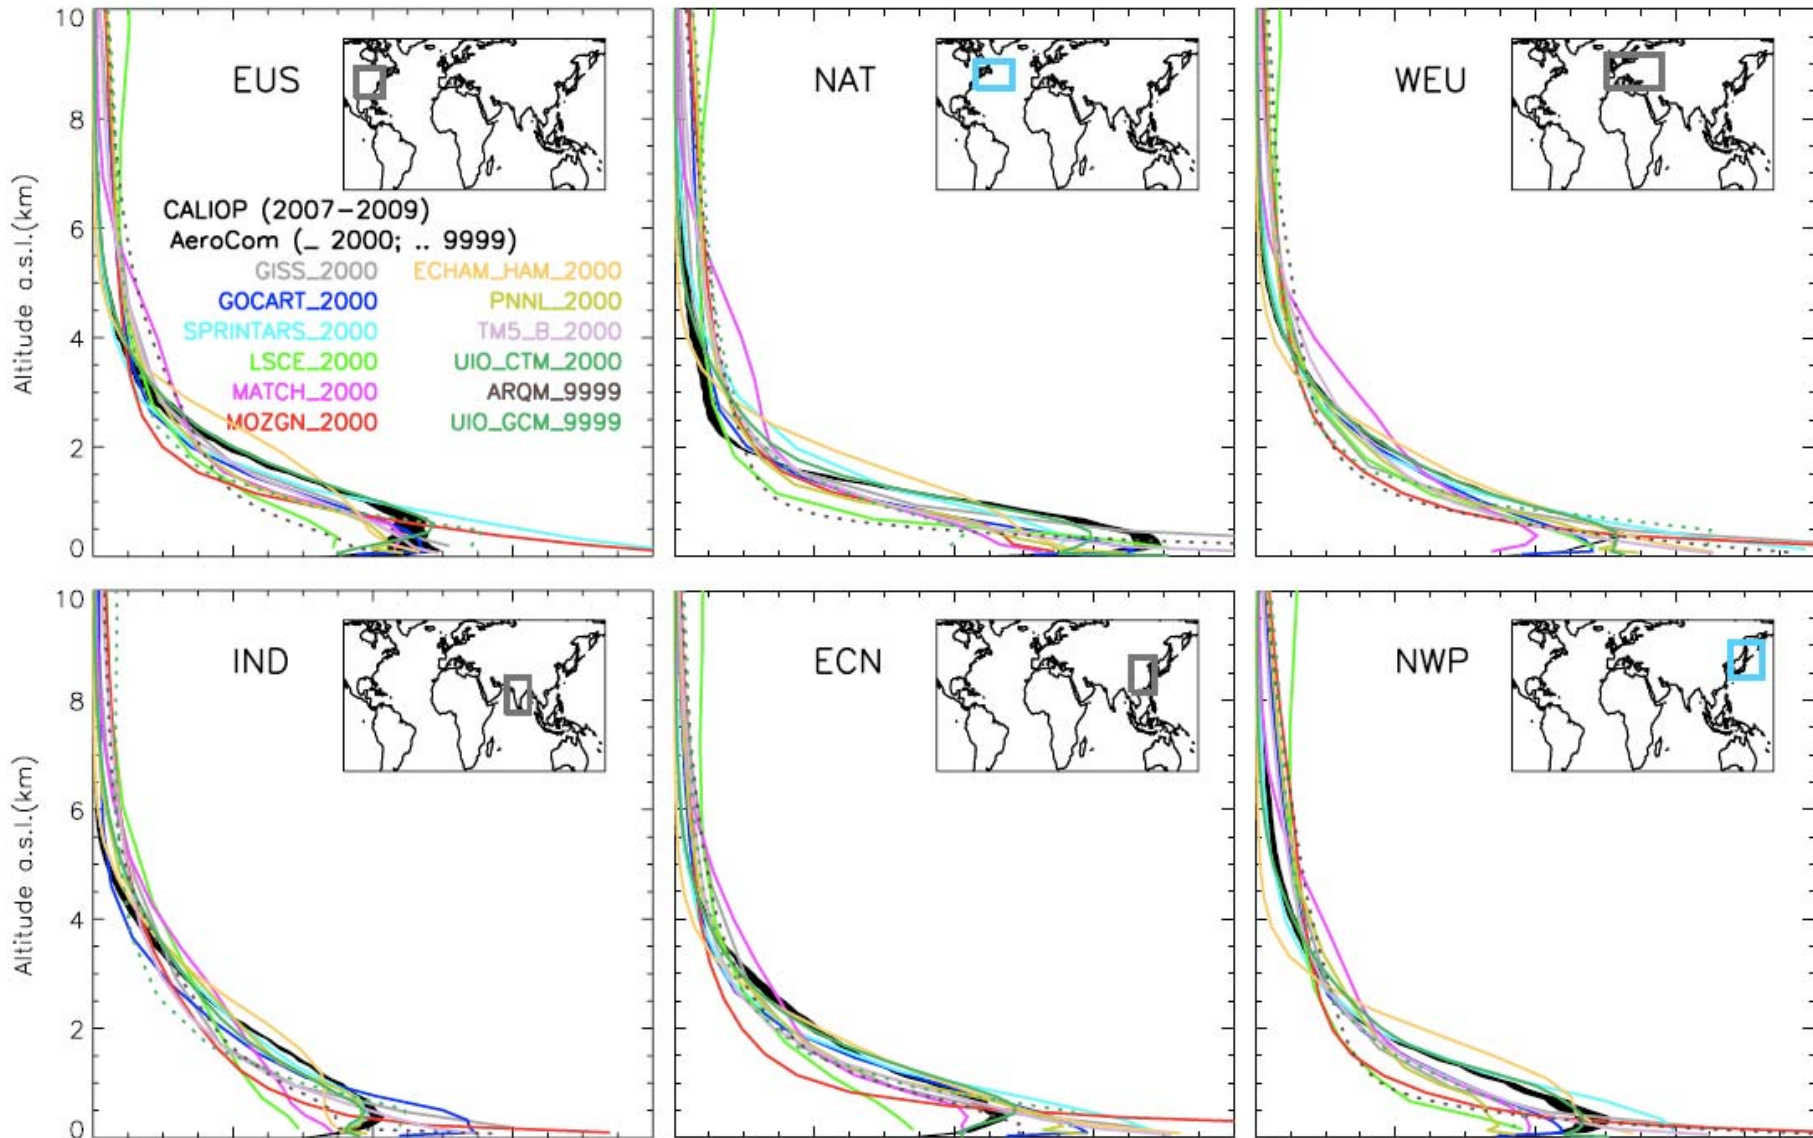 10
8
6
4
2
0
Altitude a.s.l.(km)
EUS
NAT
WEU
CALIOP (2007-2009)
AeroCom (_ 2000; .. 9999)
GISS_2000 ECHAM_HAM_2000
GOCART_2000 PNNL_2000
SPRINTARS_2000 TM5_B_2000
LSCE_2000 UIO_CTM_2000
MATCH_2000 ARQM_9999
MOZGN_2000 UIO_GCM_9999
10
8
6
4
2
0
Altitude a.s.l.(km)
IND
ECN
NWP